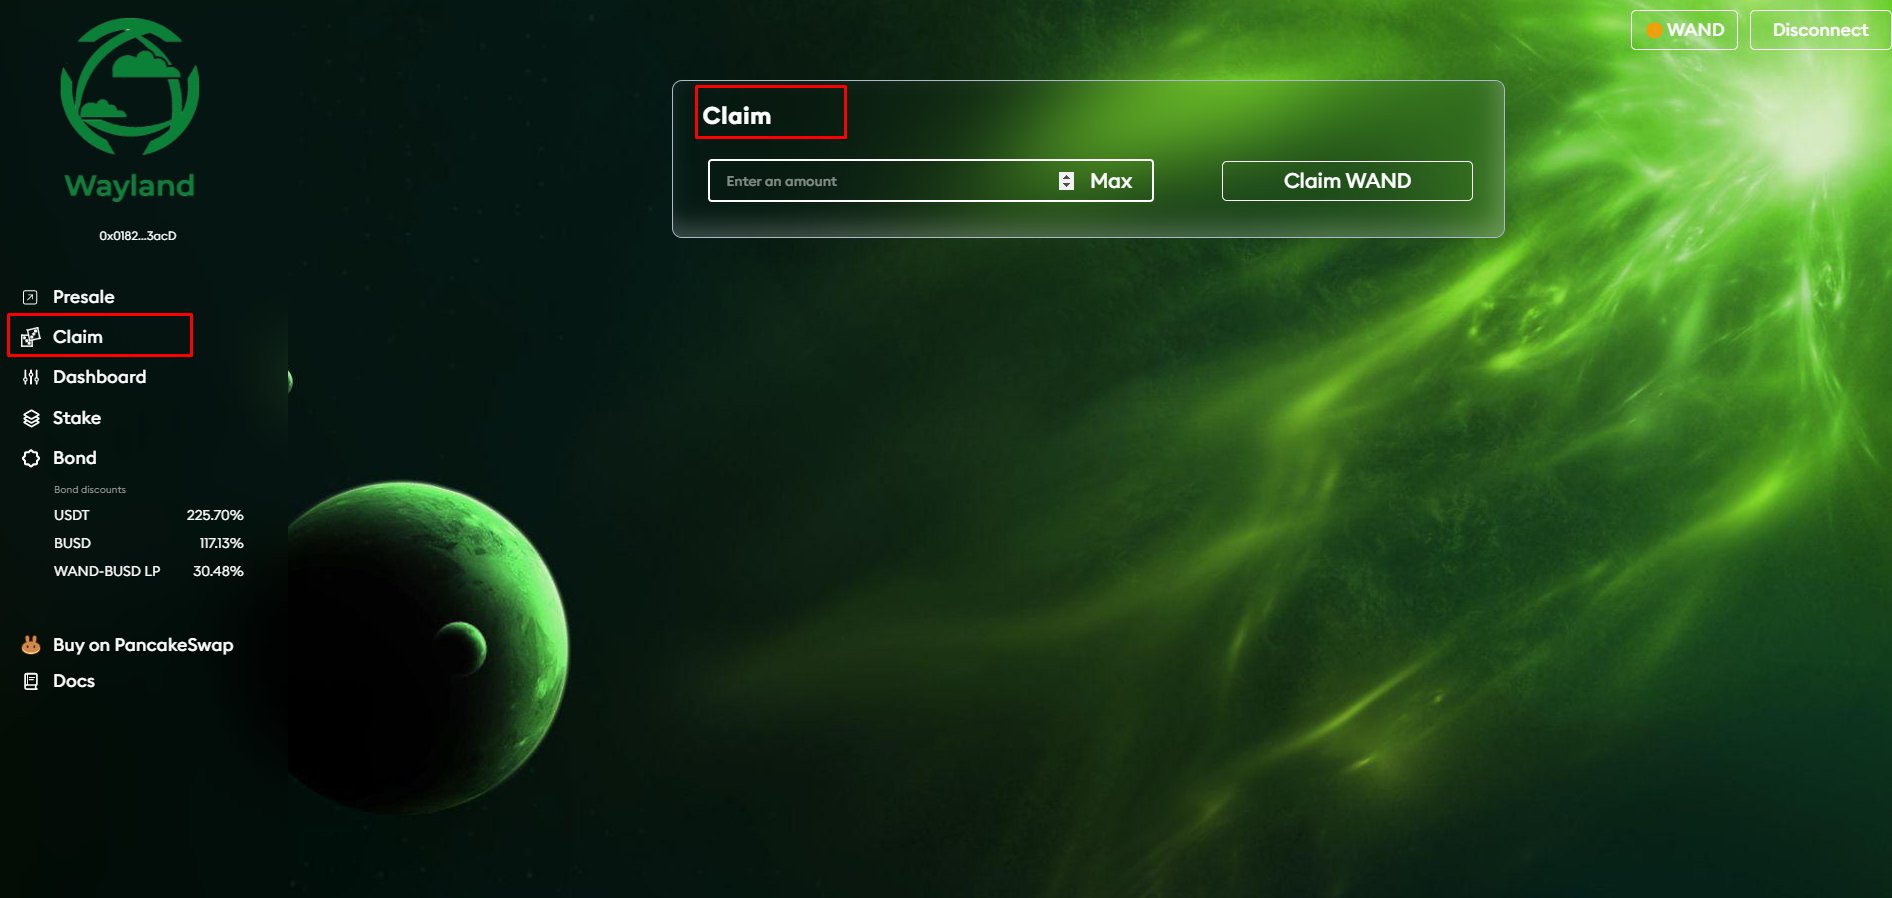 Wayland
0x0182...3acD
Presale
Claim
Dashboard
Stake
Bond
Bond discounts
USDT 225.70%
BUSD 117.13%
WAND-BUSD LP 30.48%
Buy on PancakeSwap
Docs
WAND Disconnect
Claim
Enter an amount Max Claim WAND